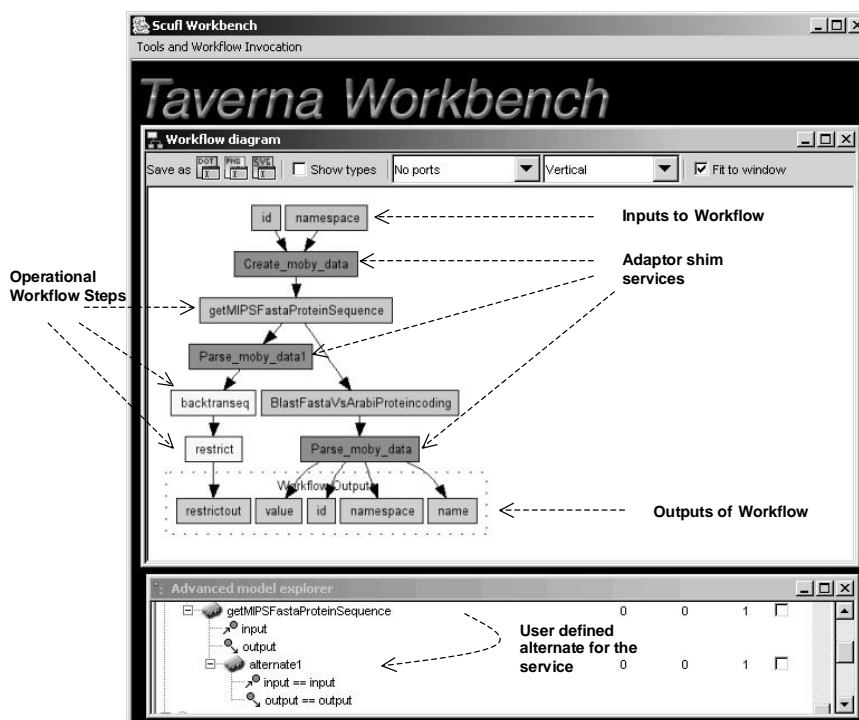 Scufl Workbench
Tools and Workflow Invocation
Taverna Workbench
Workflow diagram
Save as DOT PNG SVG Show types No ports Vertical Fit to window
id namespace
Inputs to Workflow
Create_moby_data
Adaptor shim
services
Operational
Workflow Steps
getMIPSFastaProteinSequence
Parse_moby_data1
backtranseq BlastFastaVsArabiProteincoding
restrict Parse_moby_data
Workflow Outputs
restrictout value id namespace name
Outputs of Workflow
Advanced model explorer
getMIPSFastaProteinSequence 0 0 1
input
output
User defined
alternate for the
service
alternate1 0 0 1
input == input
output == output